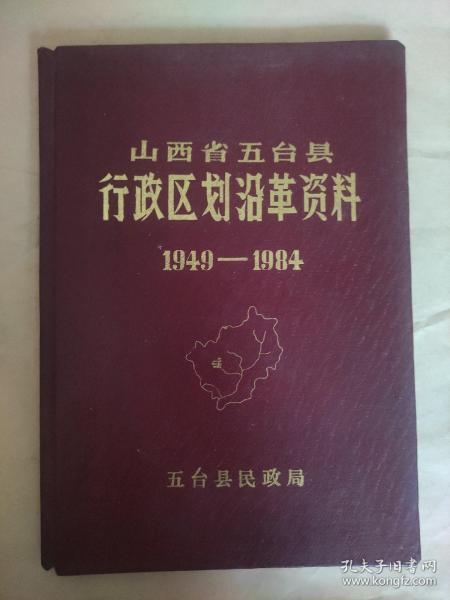 山西省五台县
行政区划沿革资料
1949—1984
五台县民政局
孔夫子旧书网
www.kongfz.com